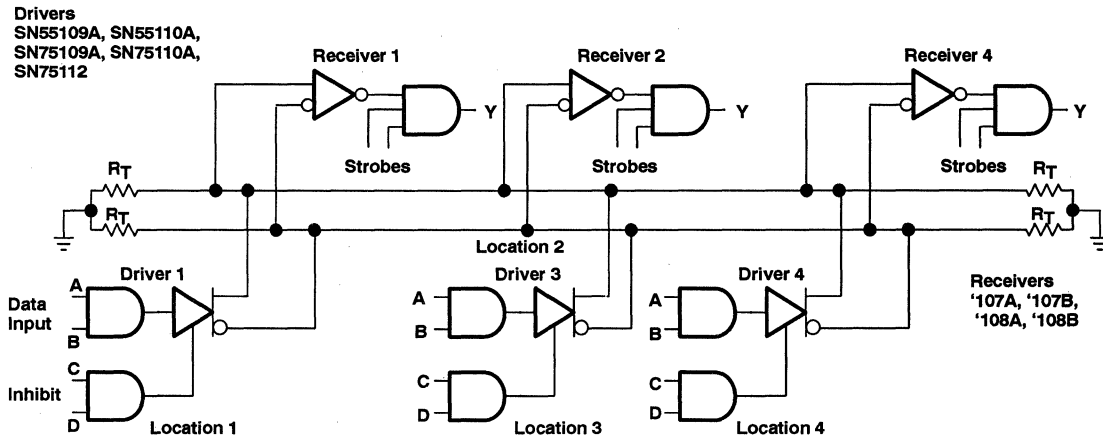 Drivers
SN55109A, SN55110A,
SN75109A, SN75110A,
SN75112
Receiver 1
Y
Strobes
Receiver 2
Y
Strobes
Receiver 4
Y
Strobes
RT
RT
RT
RT
Location 2
Driver 1
Data
Input
A
B
Inhibit
C
D
Location 1
Driver 3
A
B
C
D
Location 3
Driver 4
A
B
C
D
Location 4
Receivers
‘107A, ‘107B,
‘108A, ‘108B